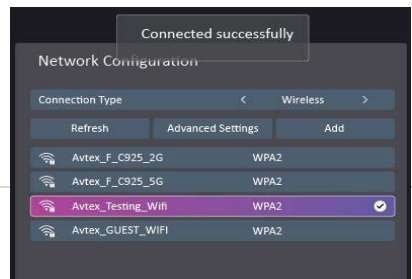 Connected successfully
Network Configuration
Connection Type < Wireless >
Refresh Advanced Settings Add
Avtex_F_C925_2G WPA2
Avtex_F_C925_5G WPA2
Avtex_Testing_Wifi WPA2
Avtex_GUEST_WIFI WPA2